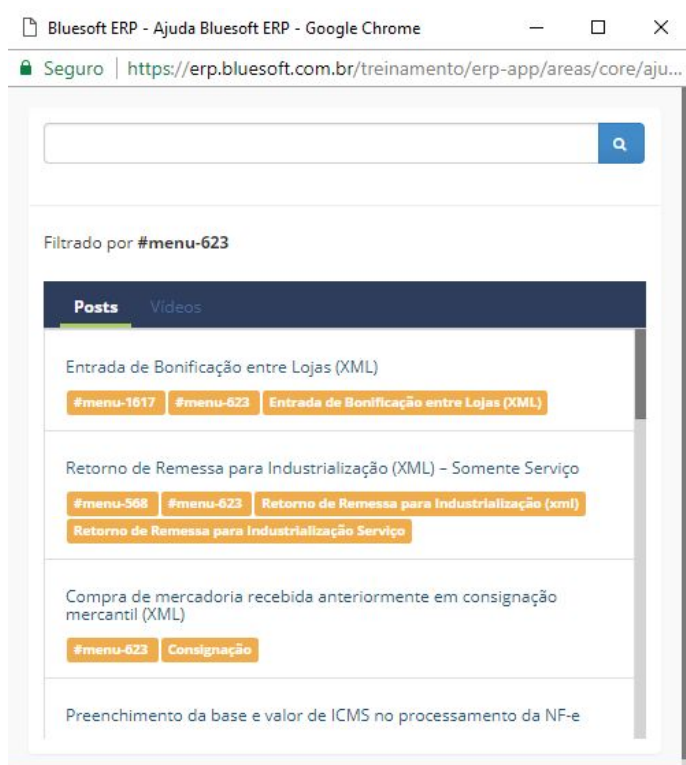 Bluesoft ERP - Ajuda Bluesoft ERP - Google Chrome
Seguro | https://erp.bluesoft.com.br/treinamento/erp-app/areas/core/aju...
Filtrado por #menu-623
Posts Vídeos
Entrada de Bonificação entre Lojas (XML)
#menu-1617 #menu-623 Entrada de Bonificação entre Lojas (XML)
Retorno de Remessa para Industrialização (XML) – Somente Serviço
#menu-568 #menu-623 Retorno de Remessa para Industrialização (xml)
Retorno de Remessa para Industrialização Serviço
Compra de mercadoria recebida anteriormente em consignação
mercantil (XML)
#menu-623 Consignação
Preenchimento da base e valor de ICMS no processamento da NF-e